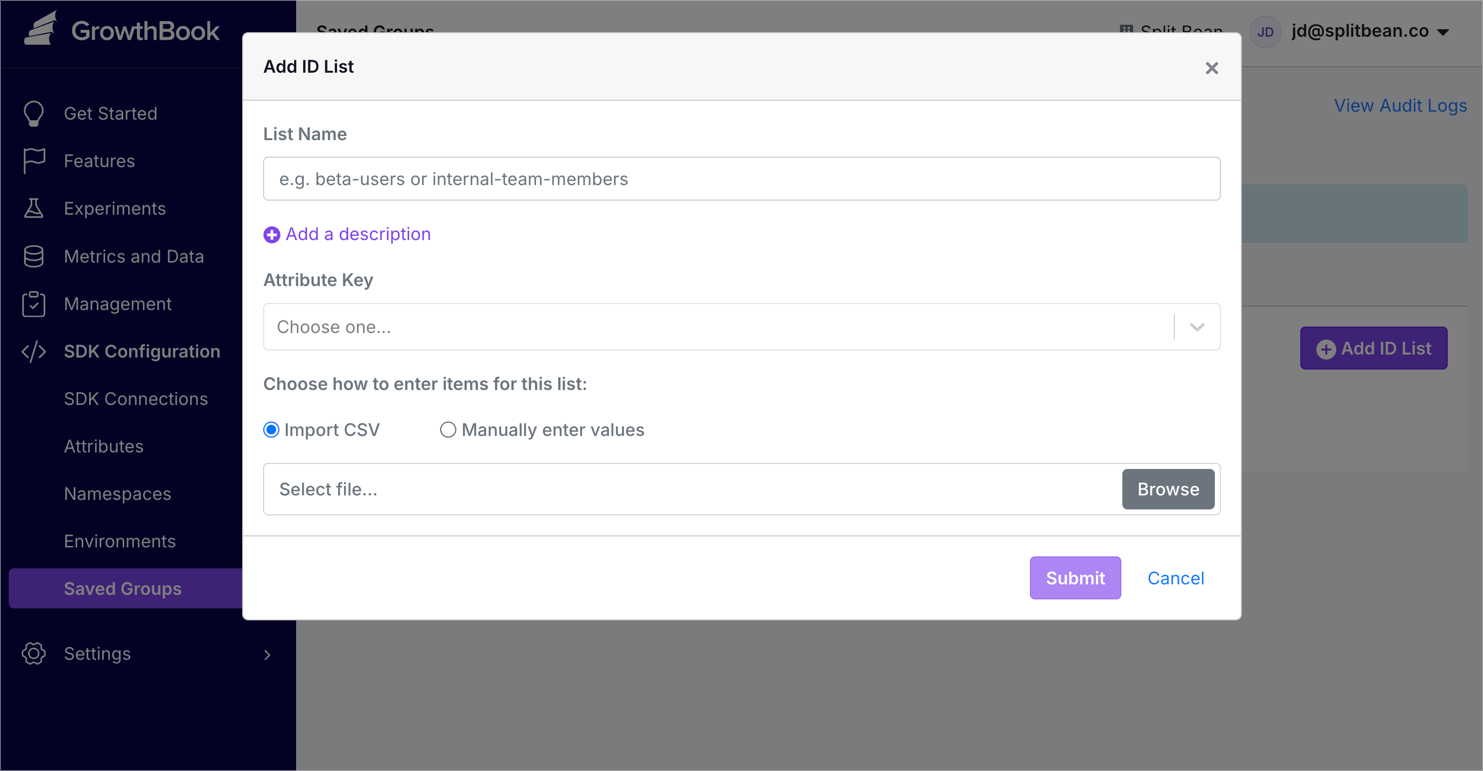 GrowthBook
Get Started
Features
Experiments
Metrics and Data
Management
SDK Configuration
SDK Connections
Attributes
Namespaces
Environments
Saved Groups
Settings
Saved Groups
Split Bean
JD
jd@splitbean.co
View Audit Logs
Add ID List
Add ID List
×
List Name
e.g. beta-users or internal-team-members
Add a description
Attribute Key
Choose one...
Choose how to enter items for this list:
Import CSV Manually enter values
Select file... Browse
Submit Cancel